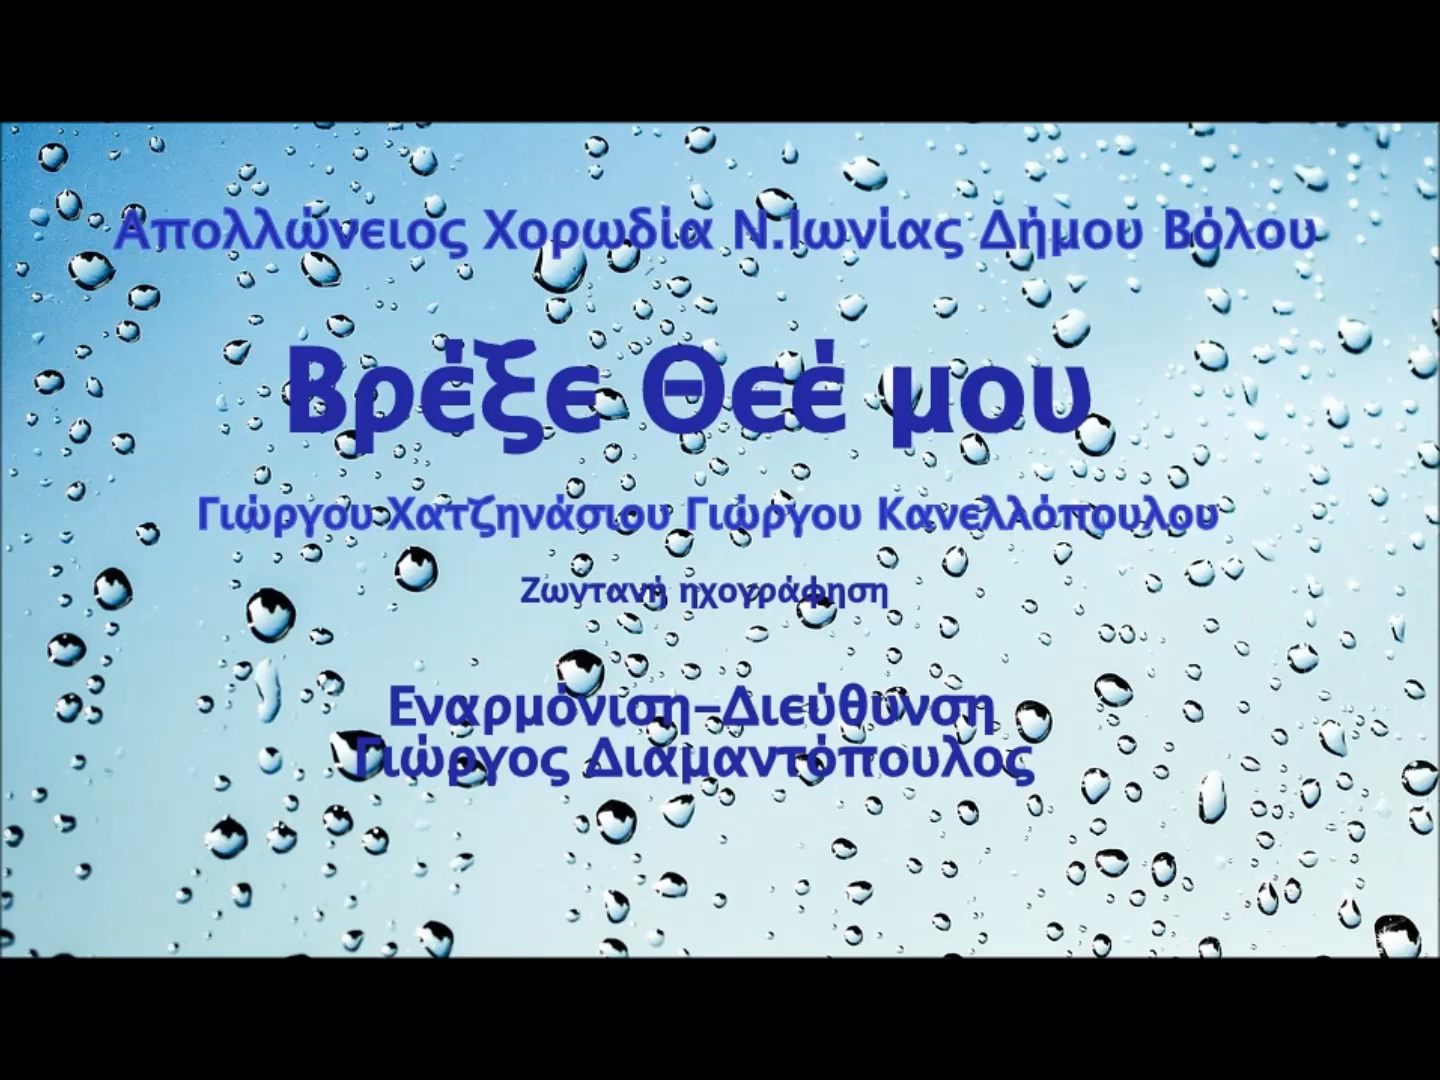 Απολλώνειος Χορωδία Ν.Ιωνίας Δήμου Βόλου
Βρέξε Θεέ μου
Γιώργου Χατζηνάσιου Γιώργου Κανελλόπουλου
Ζωντανή ηχογράφηση
Εναρμόνιση-Διεύθυνση
Γιώργος Διαμαντόπουλος